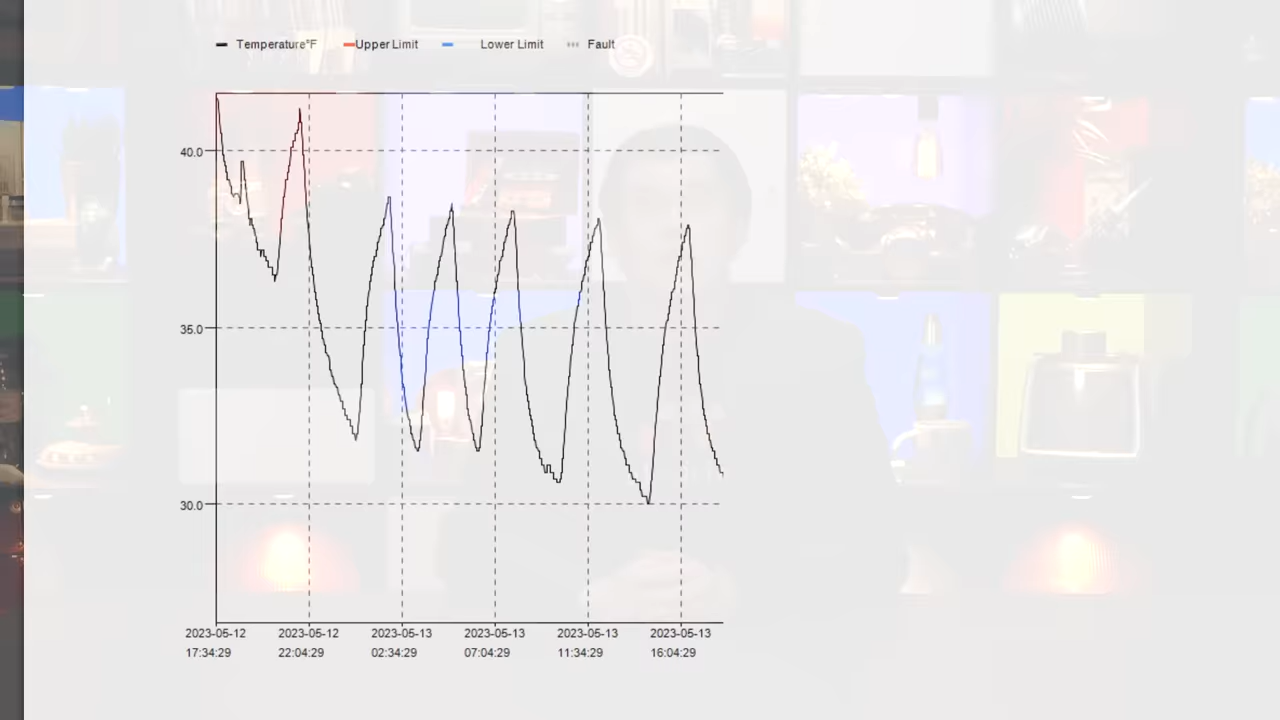 Temperature°F Upper Limit Lower Limit Fault
40.0
35.0
30.0
2023-05-12 2023-05-12 2023-05-13 2023-05-13 2023-05-13 2023-05-13
17:34:29 22:04:29 02:34:29 07:04:29 11:34:29 16:04:29